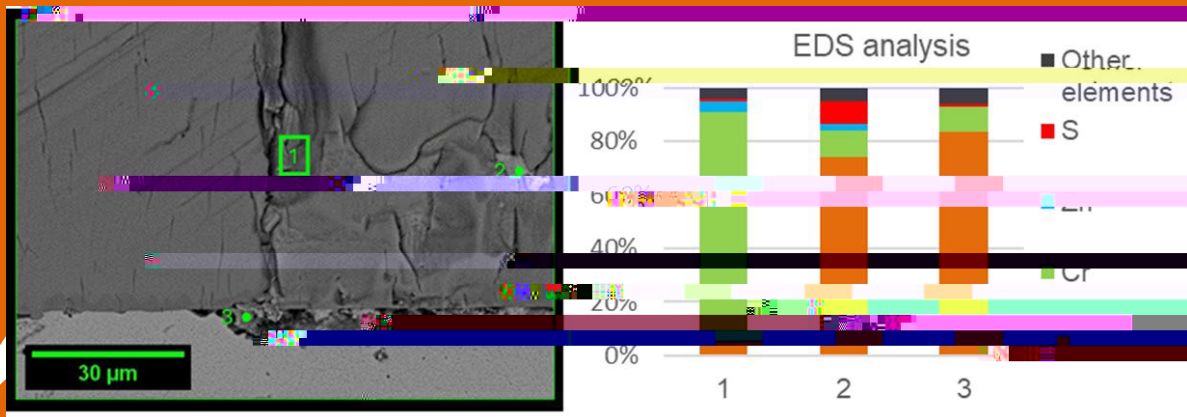 EDS analysis
Other
elements
100%
S
80%
1
2
40%
Cr
20%
3
0%
30 µm
1 2 3